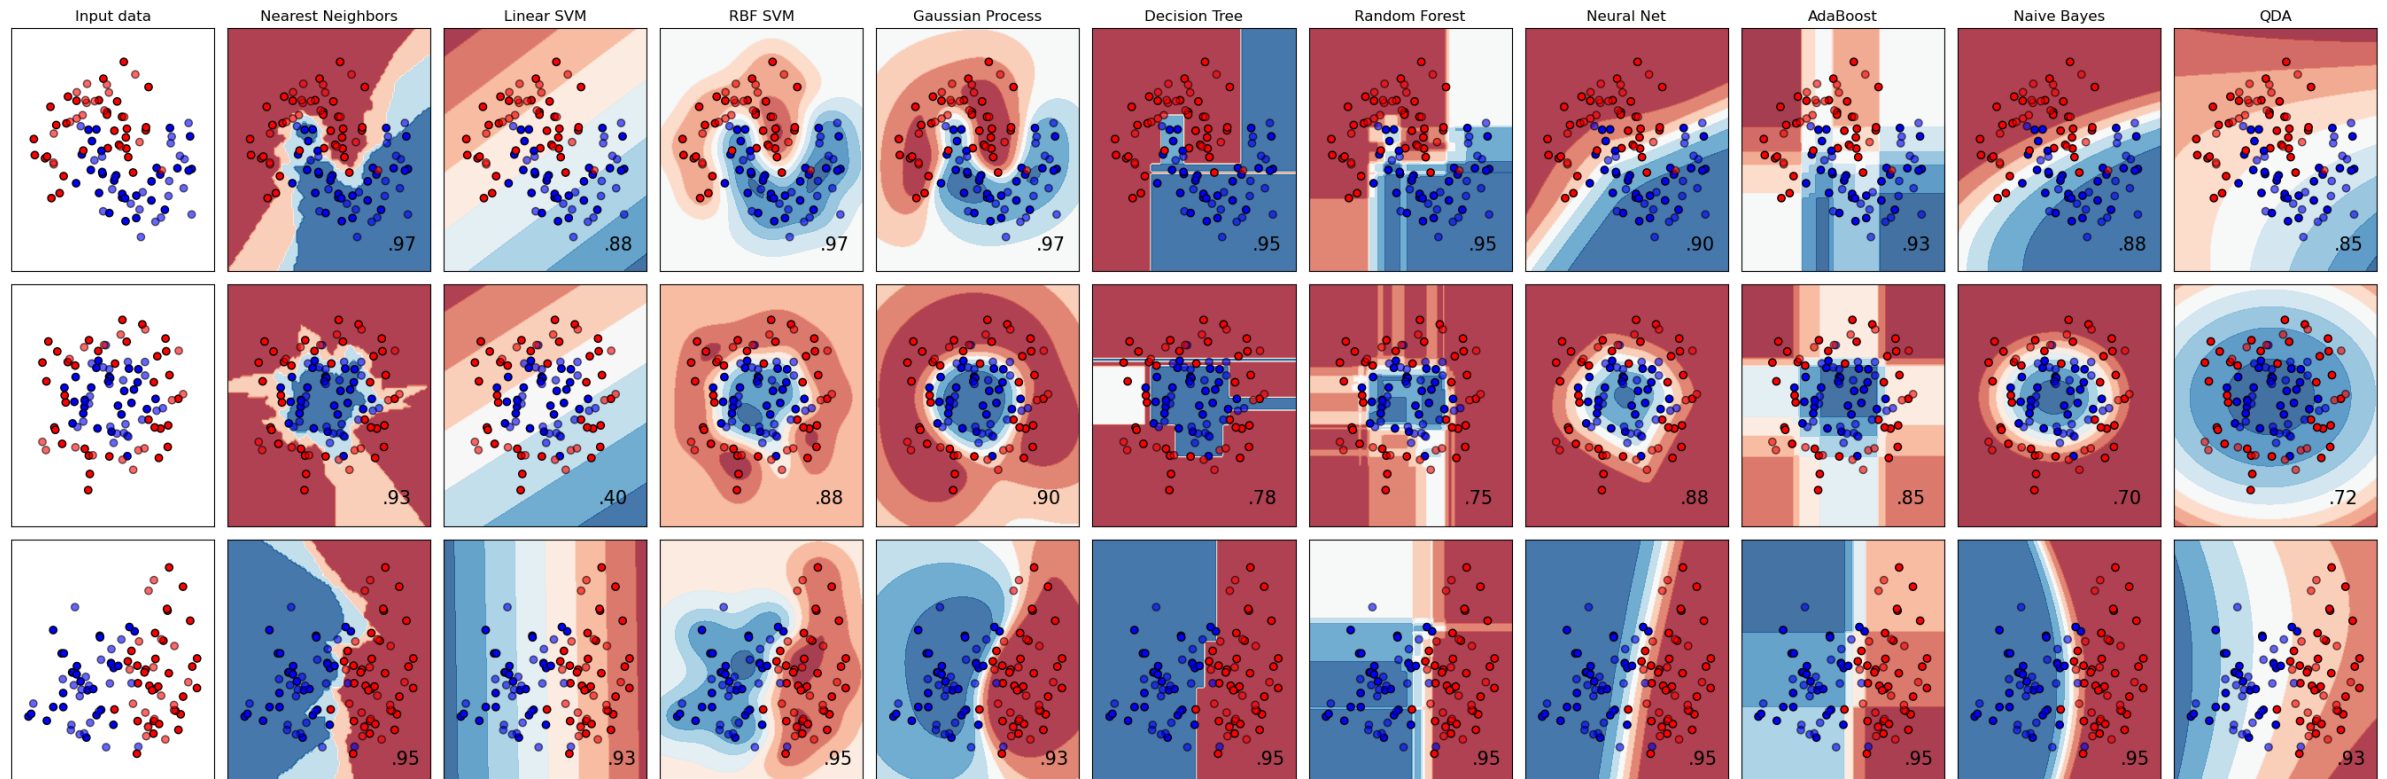 Input data Nearest Neighbors Linear SVM RBF SVM Gaussian Process Decision Tree Random Forest Neural Net AdaBoost Naive Bayes QDA
.97 .88 .97 .97 .95 .95 .90 .93 .88 .85
.93 .40 .88 .90 .78 .75 .88 .85 .70 .72
.95 .93 .95 .93 .95 .95 .95 .95 .95 .93